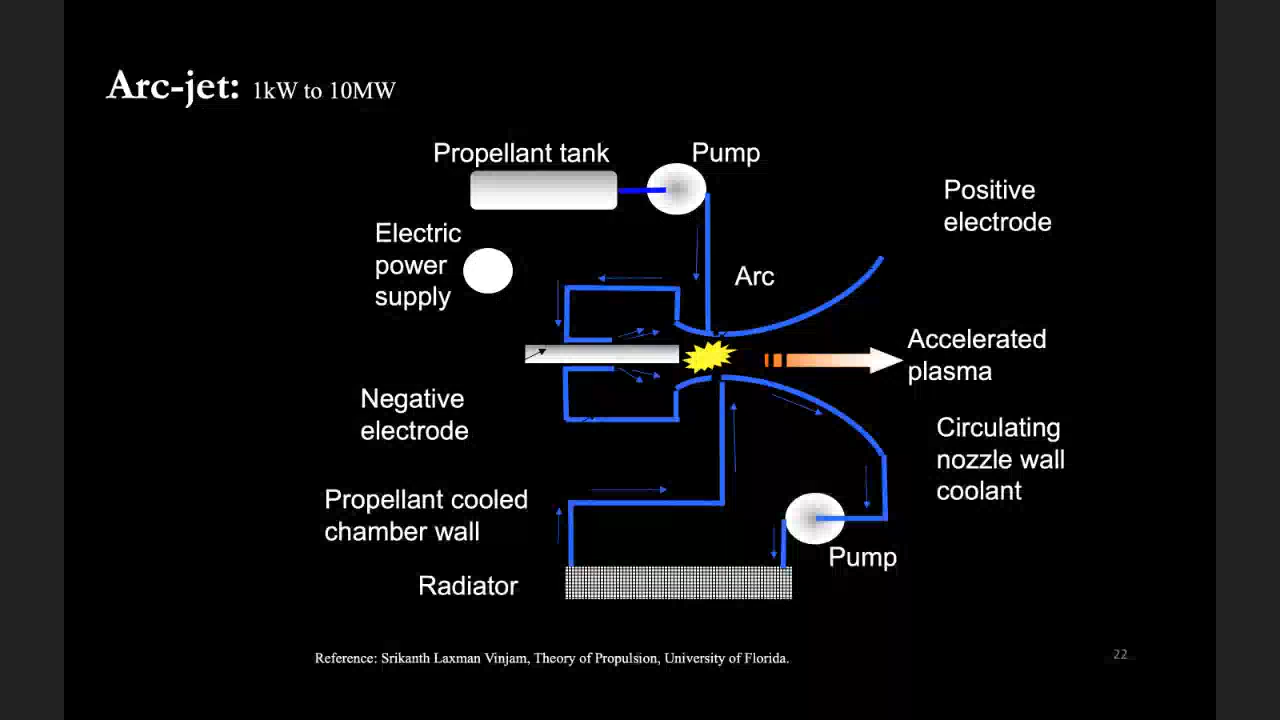 Arc-jet: 1kW to 10MW
Propellant tank
Pump
Positive
electrode
Electric
power
supply
Arc
Accelerated
plasma
Negative
electrode
Circulating
nozzle wall
coolant
Propellant cooled
chamber wall
Pump
Radiator
Reference: Srikanth Laxman Vinjam, Theory of Propulsion, University of Florida.
22